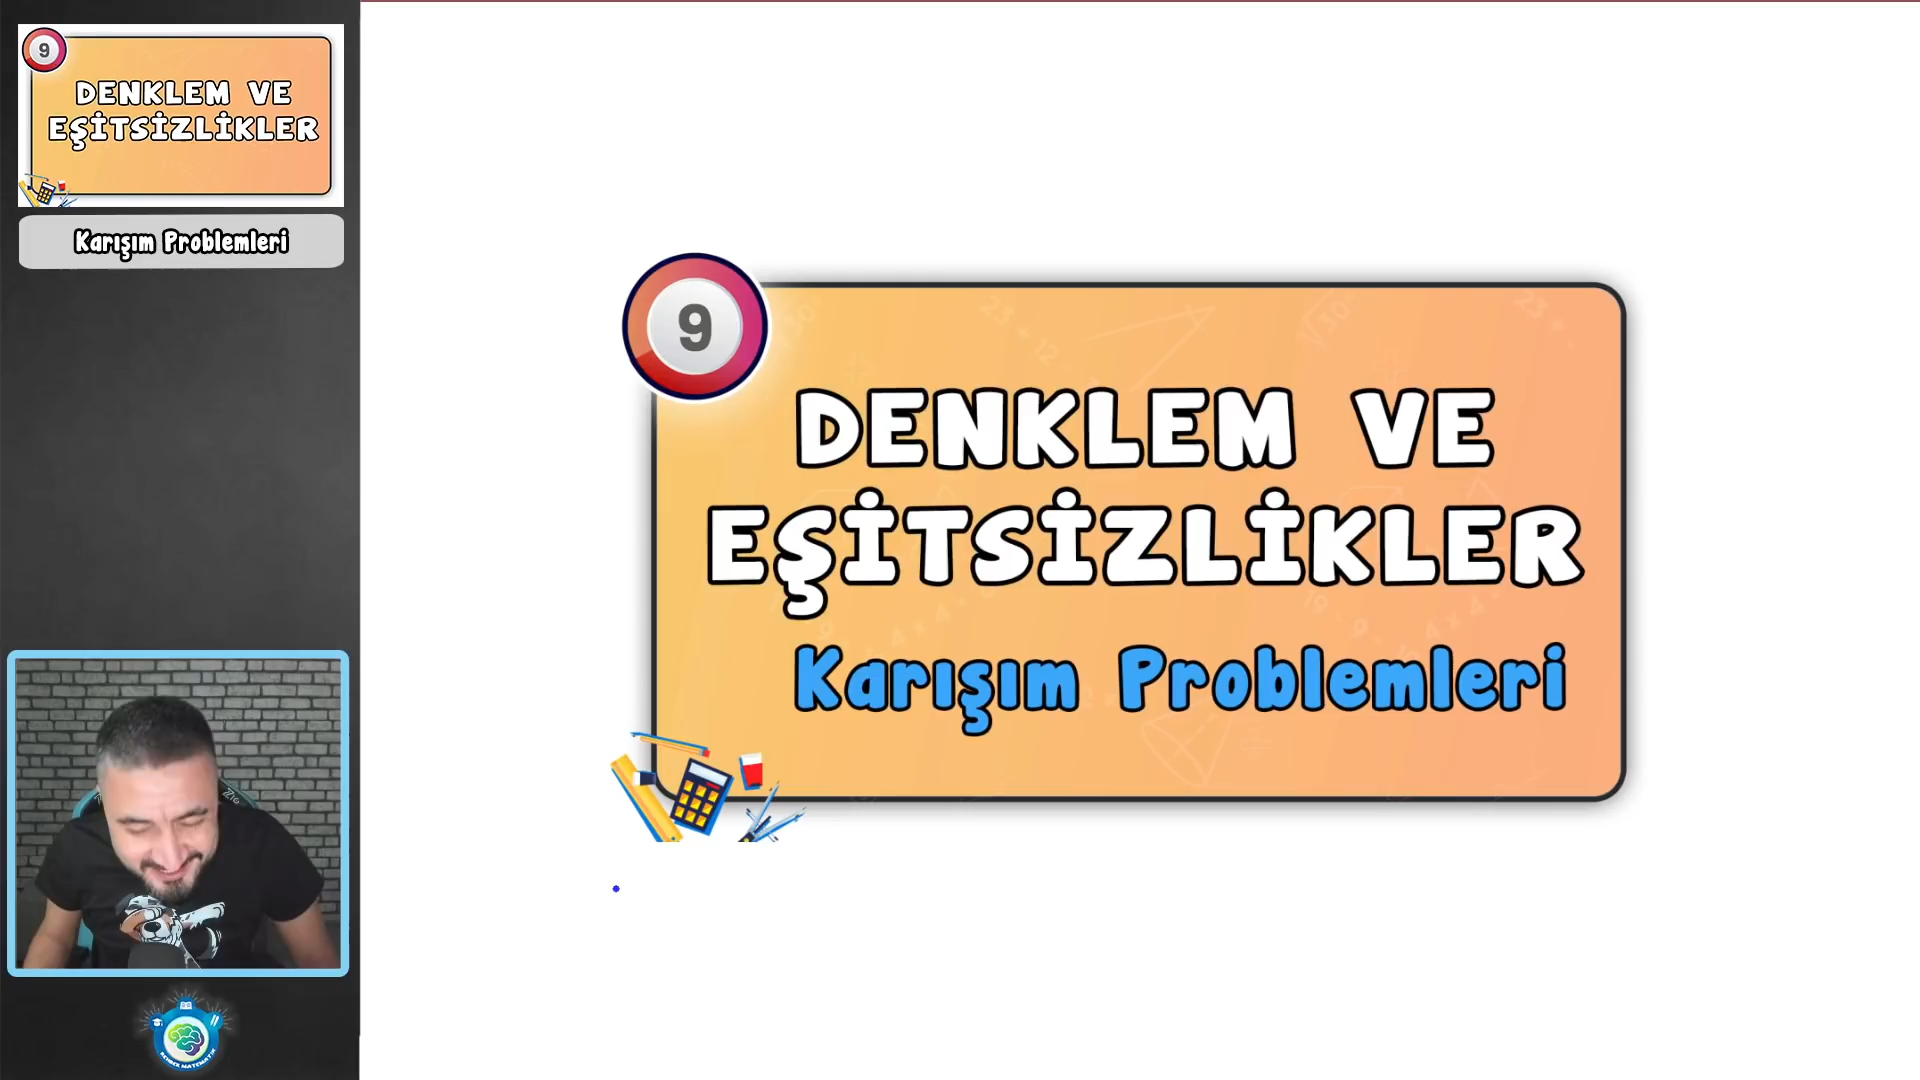 9
DENKLEM VE
EŞİTSİZLİKLER
Karışım Problemleri
9
DENKLEM VE
EŞİTSİZLİKLER
Karışım Problemleri